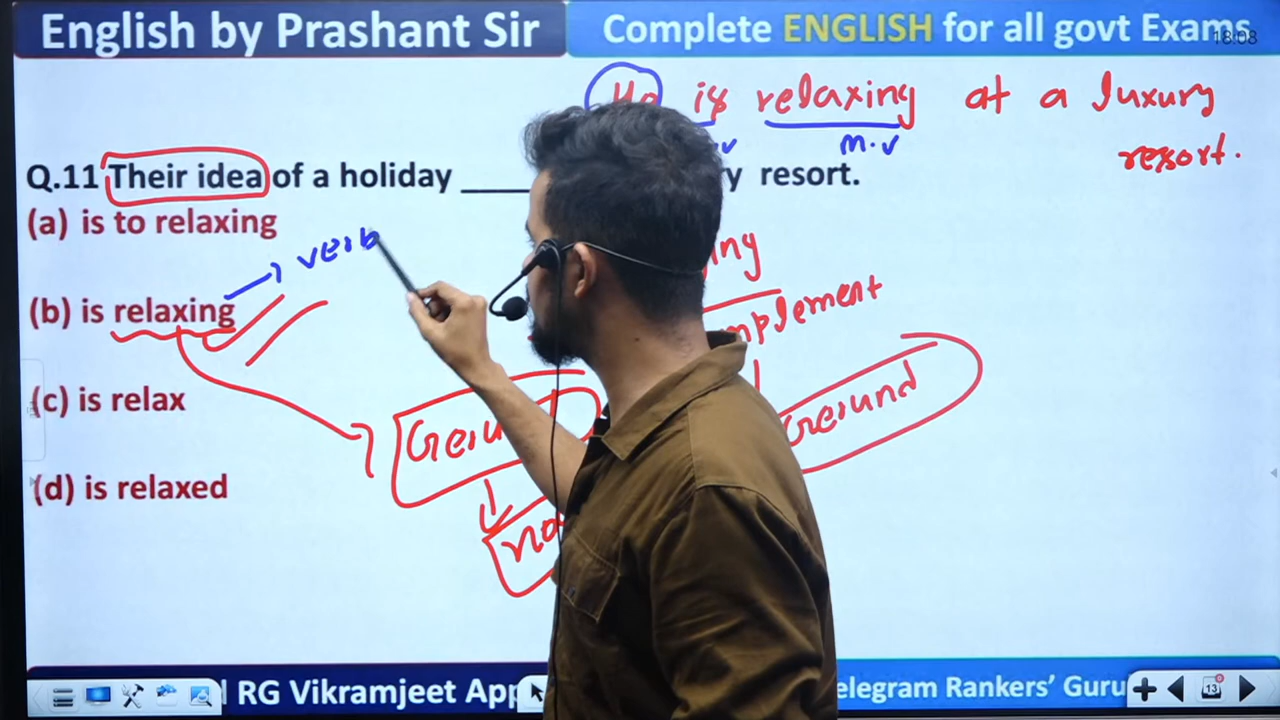 English by Prashant Sir
Complete ENGLISH for all govt Exams
18:08
He is relaxing at a luxury
resort.
m.v
Q.11 Their idea of a holiday ____ resort.
(a) is to relaxing
verb
(b) is relaxing
(c) is relax
Gerund
(d) is relaxed
RG Vikramjeet App
elegram Rankers' Guru
13